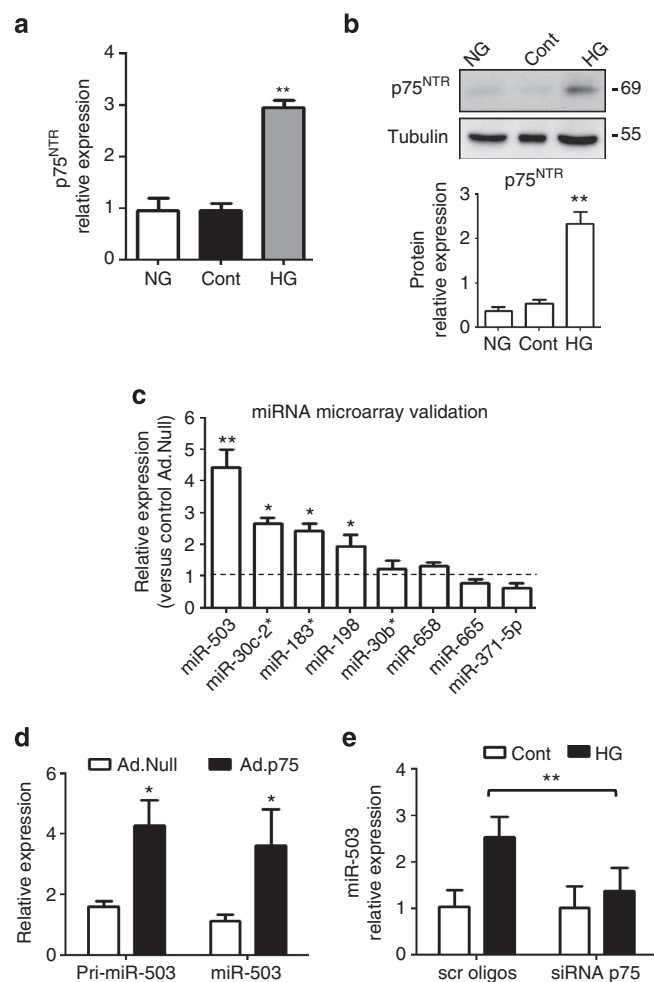 a
p75NTR
relative expression
4
3
2
1
0
**
NG
Cont
HG
b
NG
Cont
HG
p75NTR
-69
Tubulin
-55
p75NTR
Protein
relative expression
3
2
1
0
**
NG
Cont
HG
c
miRNA microarray validation
Relative expression
(versus control Ad.Null)
6
5
4
3
2
1
0
**
*
*
*
miR-503
miR-30c-2*
miR-183*
miR-198
miR-30b*
miR-658
miR-665
miR-371-5p
d
Ad.Null
Ad.p75
Relative expression
6
4
2
0
*
*
Pri-miR-503
miR-503
e
Cont
HG
miR-503
relative expression
4
3
2
1
0
**
scr oligos
siRNA p75